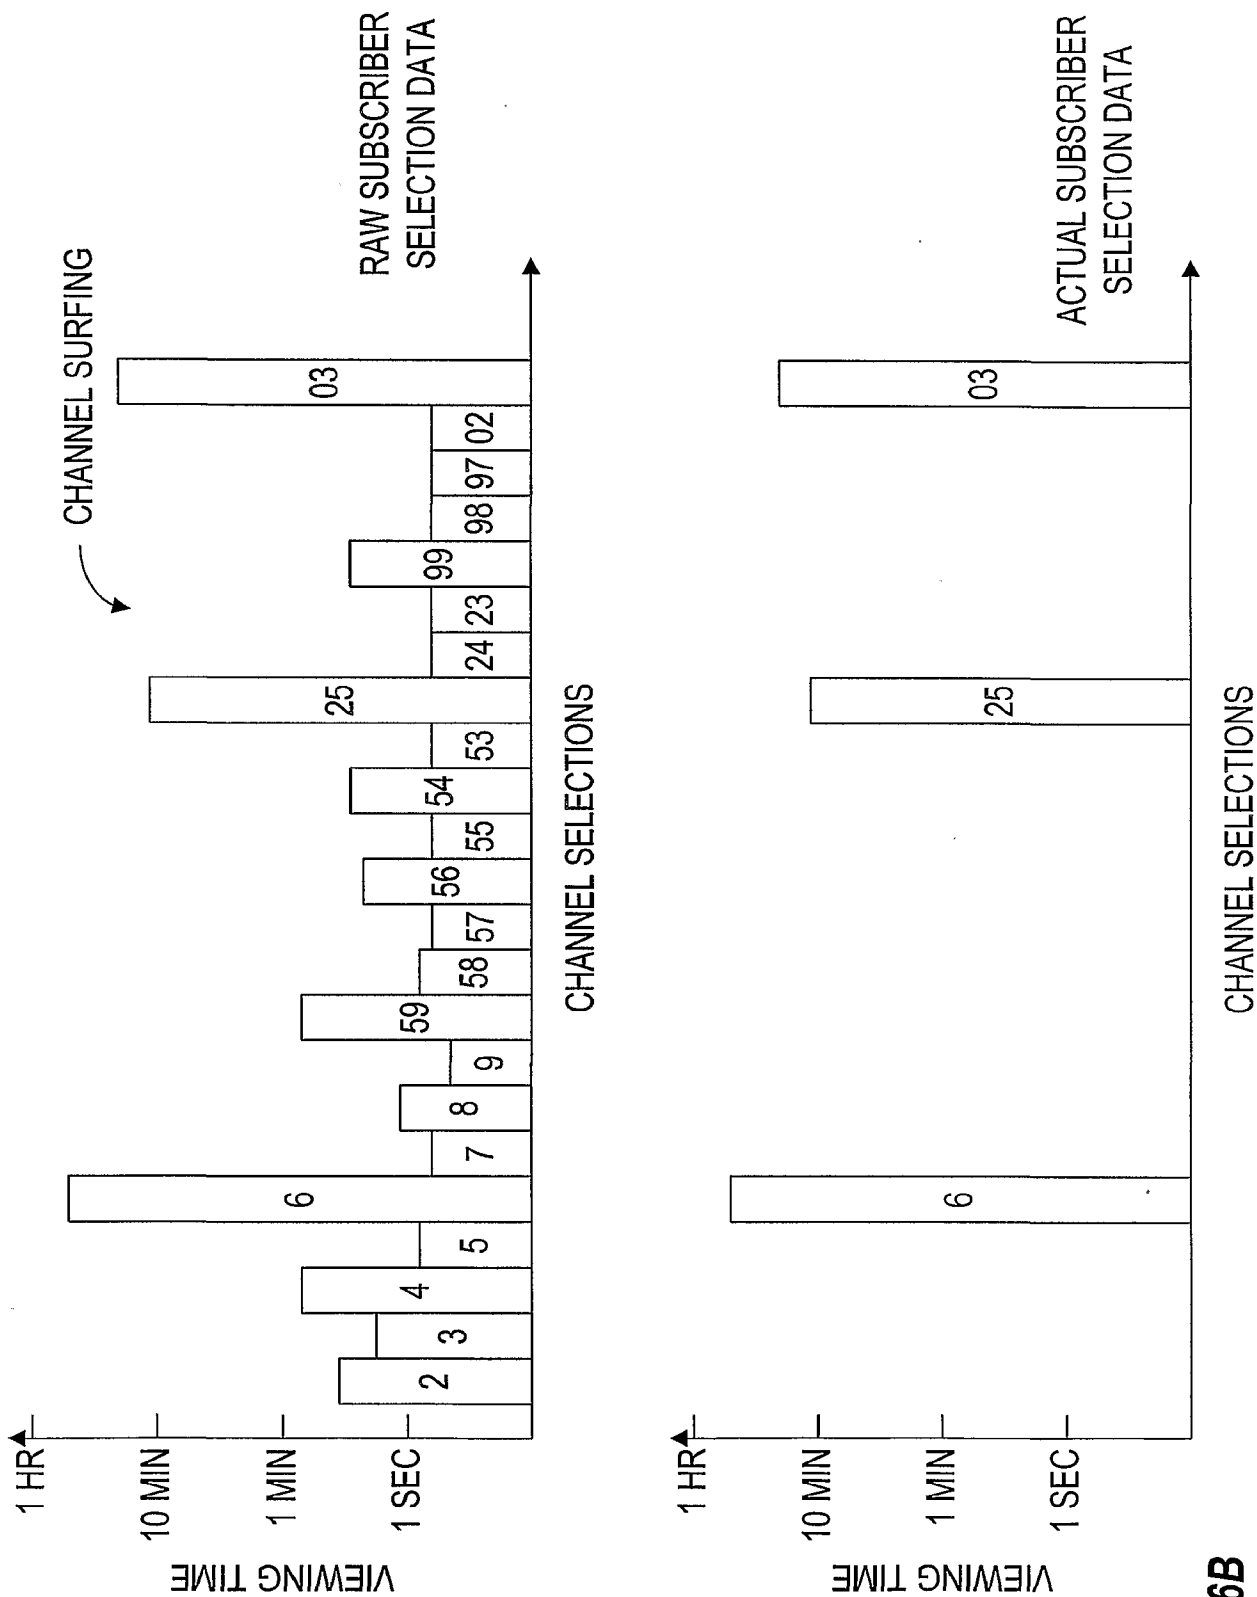 CHANNEL SURFING
RAW SUBSCRIBER
SELECTION DATA
VIEWING TIME
1 HR
10 MIN
1 MIN
1 SEC
2
3
4
5
6
7
8
9
59
58
57
56
55
54
53
25
24
23
99
98
97
02
03
CHANNEL SELECTIONS
ACTUAL SUBSCRIBER
SELECTION DATA
VIEWING TIME
1 HR
10 MIN
1 MIN
1 SEC
6
25
03
CHANNEL SELECTIONS
6B